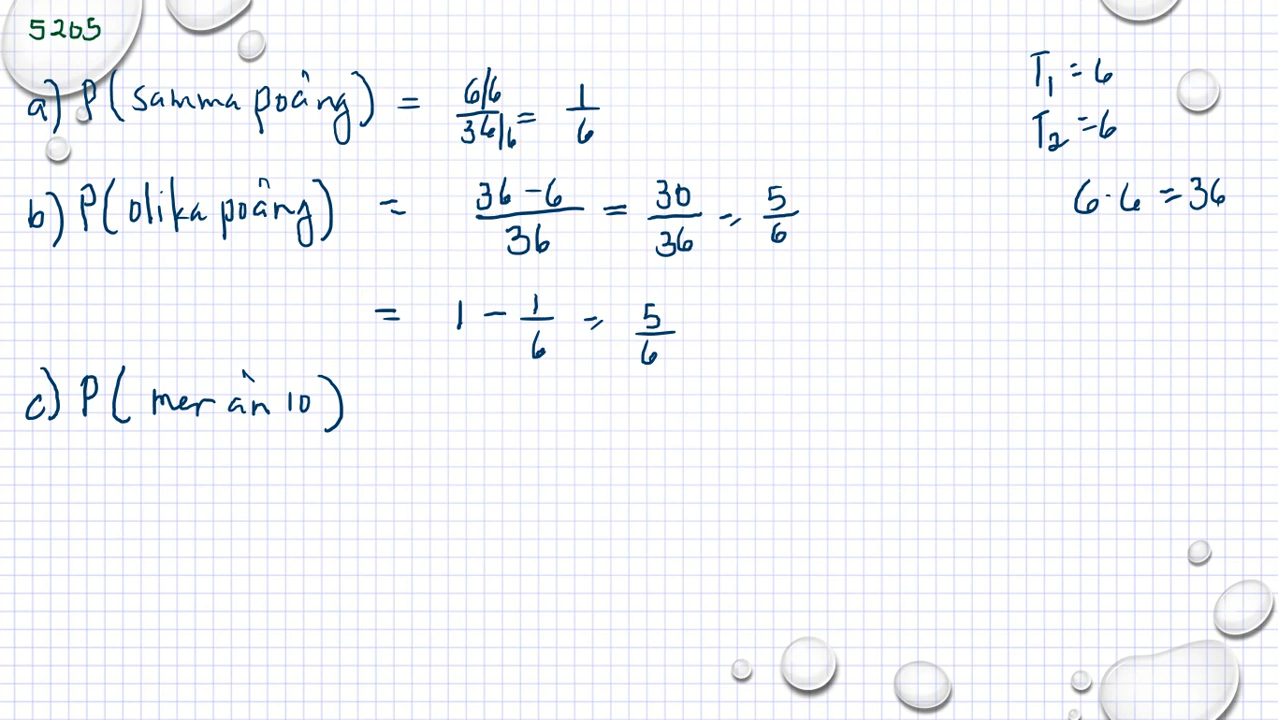 5205
a) P(samma poäng) = 6/6 / 36/6 = 1/6
b) P(olika poäng) = 36-6/36 = 30/36 = 5/6
= 1 - 1/6 = 5/6
c) P(mer än 10)
T1 = 6
T2 = 6
6·6 = 36